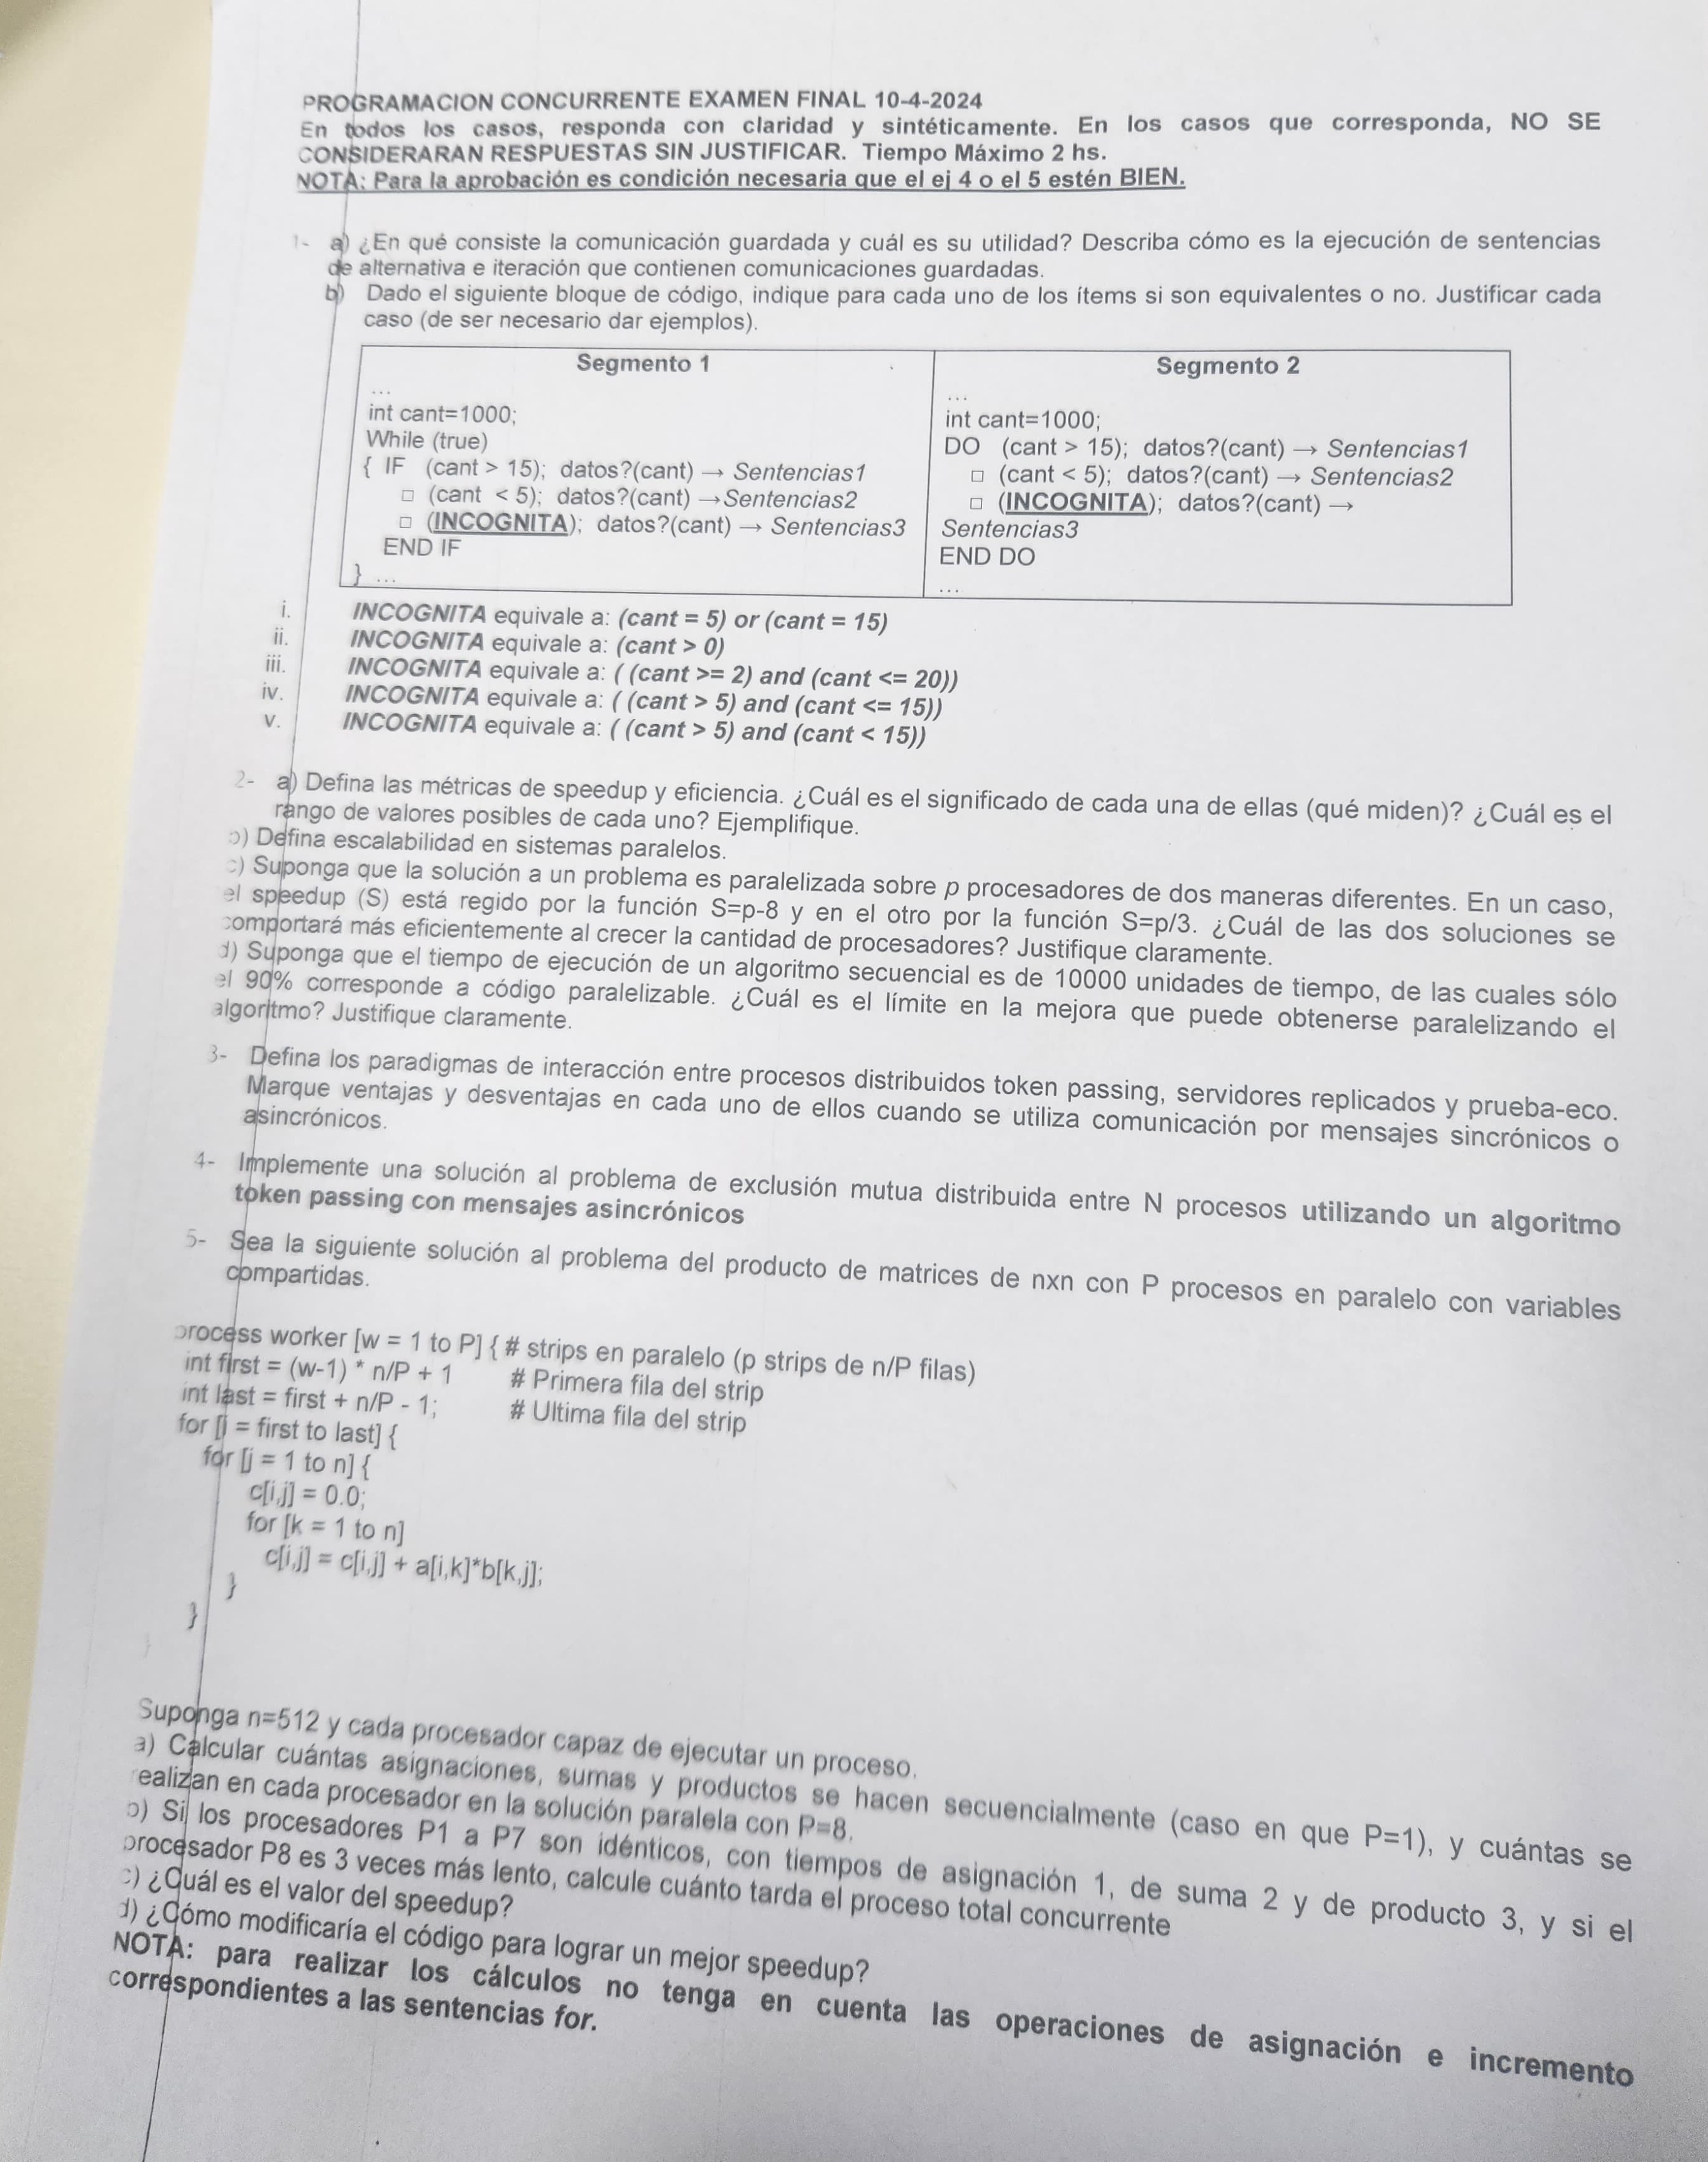 PROGRAMACION CONCURRENTE EXAMEN FINAL 10-4-2024
En todos los casos, responda con claridad y sintéticamente. En los casos que corresponda, NO SE
CONSIDERARAN RESPUESTAS SIN JUSTIFICAR. Tiempo Máximo 2 hs.
NOTA: Para la aprobación es condición necesaria que el ej 4 o el 5 estén BIEN.
1- a) ¿En qué consiste la comunicación guardada y cuál es su utilidad? Describa cómo es la ejecución de sentencias
de alternativa e iteración que contienen comunicaciones guardadas.
b) Dado el siguiente bloque de código, indique para cada uno de los ítems si son equivalentes o no. Justificar cada
caso (de ser necesario dar ejemplos).
Segmento 1
...
int cant=1000;
While (true)
{ IF (cant > 15); datos?(cant) → Sentencias1
□ (cant < 5); datos?(cant) →Sentencias2
□ (INCOGNITA); datos?(cant) → Sentencias3
END IF
} ...
Segmento 2
...
int cant=1000;
DO (cant > 15); datos?(cant) → Sentencias1
□ (cant < 5); datos?(cant) → Sentencias2
□ (INCOGNITA); datos?(cant) →
Sentencias3
END DO
...
i. INCOGNITA equivale a: (cant = 5) or (cant = 15)
ii. INCOGNITA equivale a: (cant > 0)
iii. INCOGNITA equivale a: ( (cant >= 2) and (cant <= 20))
iv. INCOGNITA equivale a: ( (cant > 5) and (cant <= 15))
v. INCOGNITA equivale a: ( (cant > 5) and (cant < 15))
2- a) Defina las métricas de speedup y eficiencia. ¿Cuál es el significado de cada una de ellas (qué miden)? ¿Cuál es el
rango de valores posibles de cada uno? Ejemplifique.
b) Defina escalabilidad en sistemas paralelos.
c) Suponga que la solución a un problema es paralelizada sobre p procesadores de dos maneras diferentes. En un caso,
el speedup (S) está regido por la función S=p-8 y en el otro por la función S=p/3. ¿Cuál de las dos soluciones se
comportará más eficientemente al crecer la cantidad de procesadores? Justifique claramente.
d) Suponga que el tiempo de ejecución de un algoritmo secuencial es de 10000 unidades de tiempo, de las cuales sólo
el 90% corresponde a código paralelizable. ¿Cuál es el límite en la mejora que puede obtenerse paralelizando el
algoritmo? Justifique claramente.
3- Defina los paradigmas de interacción entre procesos distribuidos token passing, servidores replicados y prueba-eco.
Marque ventajas y desventajas en cada uno de ellos cuando se utiliza comunicación por mensajes sincrónicos o
asincrónicos.
4- Implemente una solución al problema de exclusión mutua distribuida entre N procesos utilizando un algoritmo
token passing con mensajes asincrónicos
5- Sea la siguiente solución al problema del producto de matrices de nxn con P procesos en paralelo con variables
compartidas.
process worker [w = 1 to P] { # strips en paralelo (p strips de n/P filas)
int first = (w-1) * n/P + 1 # Primera fila del strip
int last = first + n/P - 1; # Ultima fila del strip
for [i = first to last] {
for [j = 1 to n] {
c[i,j] = 0.0;
for [k = 1 to n]
c[i,j] = c[i,j] + a[i,k]*b[k,j];
}
}
}
Suponga n=512 y cada procesador capaz de ejecutar un proceso.
a) Calcular cuántas asignaciones, sumas y productos se hacen secuencialmente (caso en que P=1), y cuántas se
realizan en cada procesador en la solución paralela con P=8.
b) Si los procesadores P1 a P7 son idénticos, con tiempos de asignación 1, de suma 2 y de producto 3, y si el
procesador P8 es 3 veces más lento, calcule cuánto tarda el proceso total concurrente
c) ¿Cuál es el valor del speedup?
d) ¿Cómo modificaría el código para lograr un mejor speedup?
NOTA: para realizar los cálculos no tenga en cuenta las operaciones de asignación e incremento
correspondientes a las sentencias for.